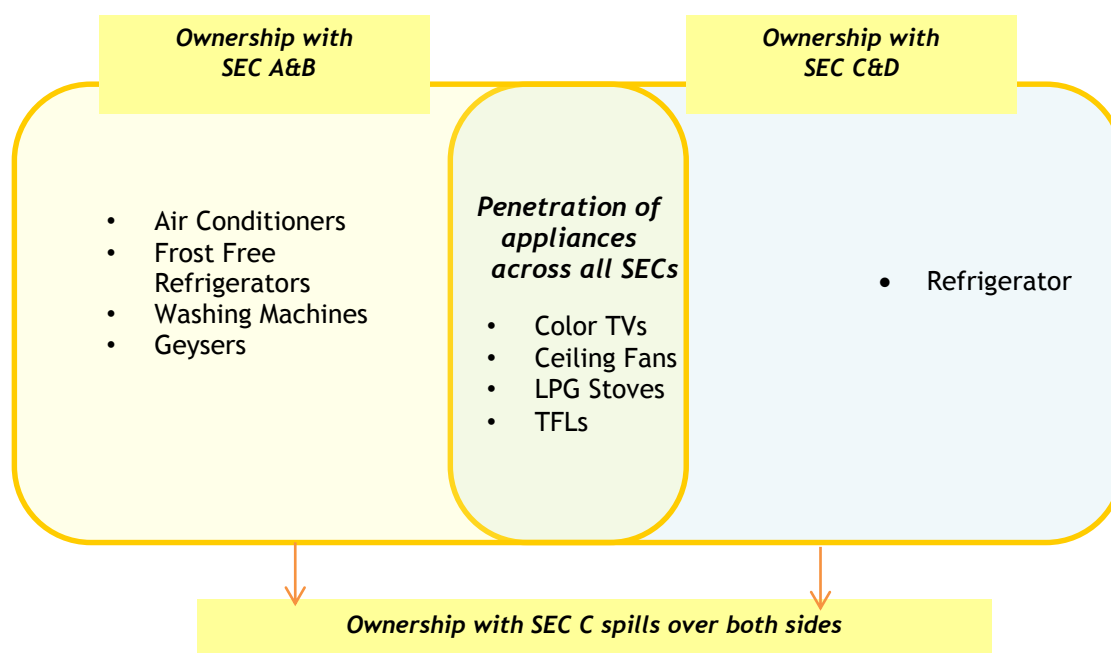 Ownership with
SEC A&B
Ownership with
SEC C&D
• Air Conditioners
• Frost Free
Refrigerators
• Washing Machines
• Geysers
Penetration of
appliances
across all SECs
• Color TVs
• Ceiling Fans
• LPG Stoves
• TFLs
• Refrigerator
Ownership with SEC C spills over both sides